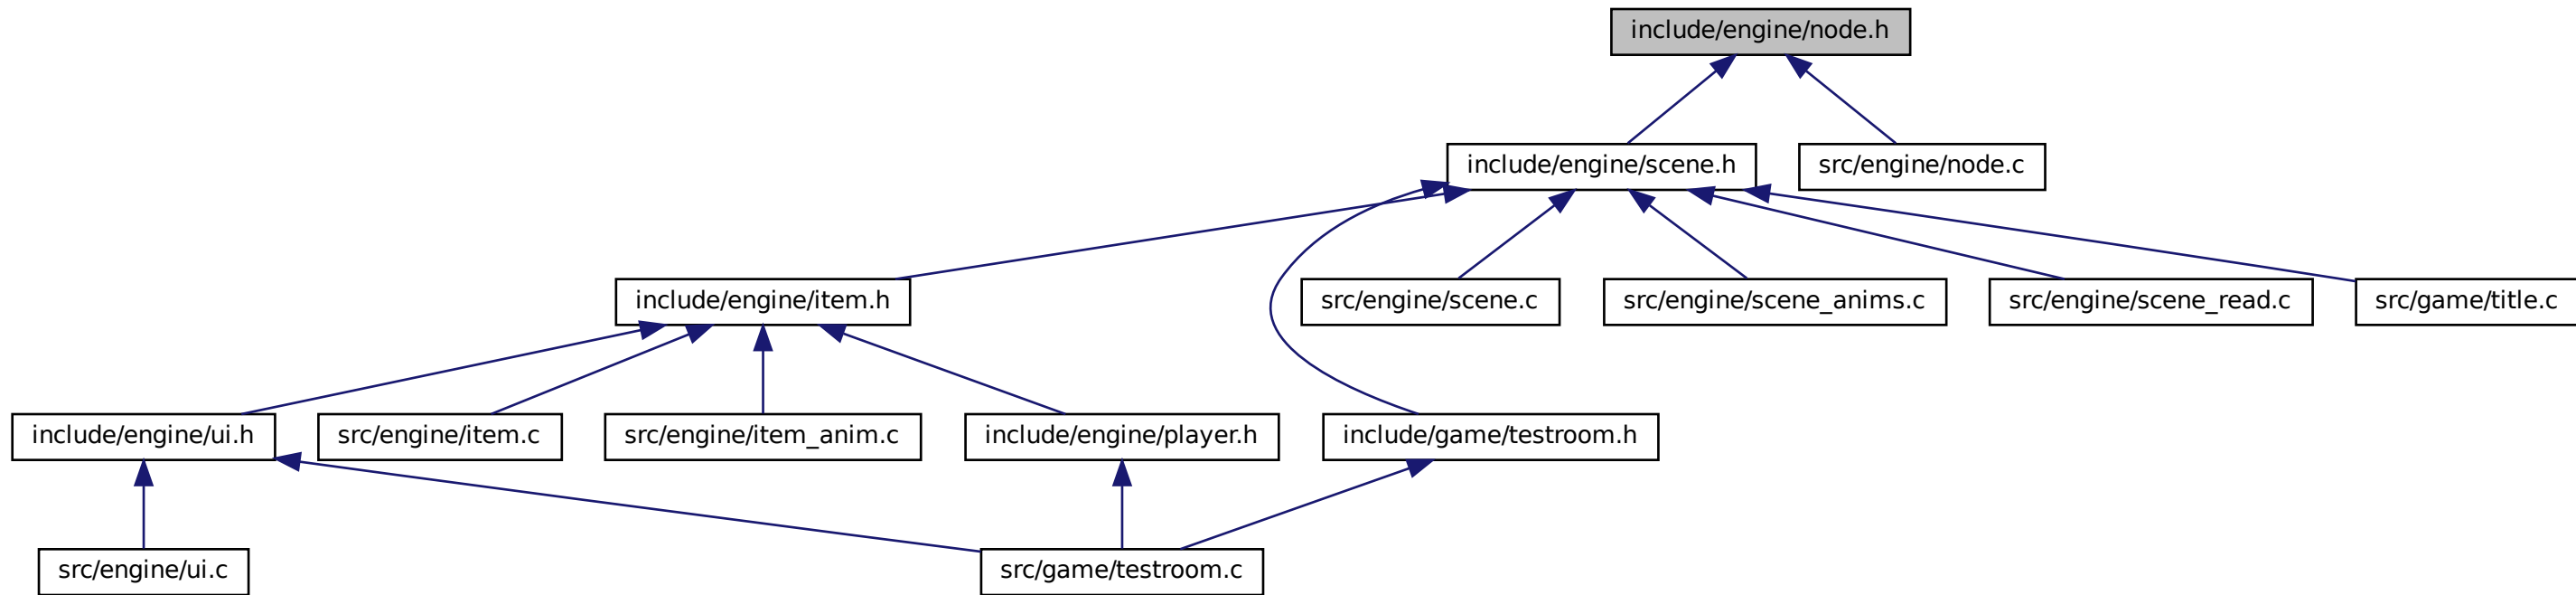 include/engine/node.h
include/engine/scene.h
src/engine/node.c
include/engine/item.h
src/engine/scene.c
src/engine/scene_anims.c
src/engine/scene_read.c
src/game/title.c
include/engine/ui.h
src/engine/item.c
src/engine/item_anim.c
include/engine/player.h
include/game/testroom.h
src/engine/ui.c
src/game/testroom.c